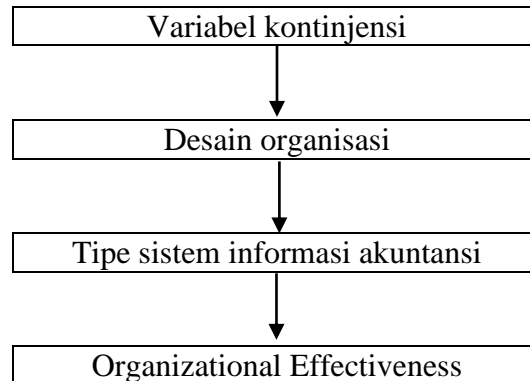 Variabel kontinjensi
Desain organisasi
Tipe sistem informasi akuntansi
Organizational Effectiveness